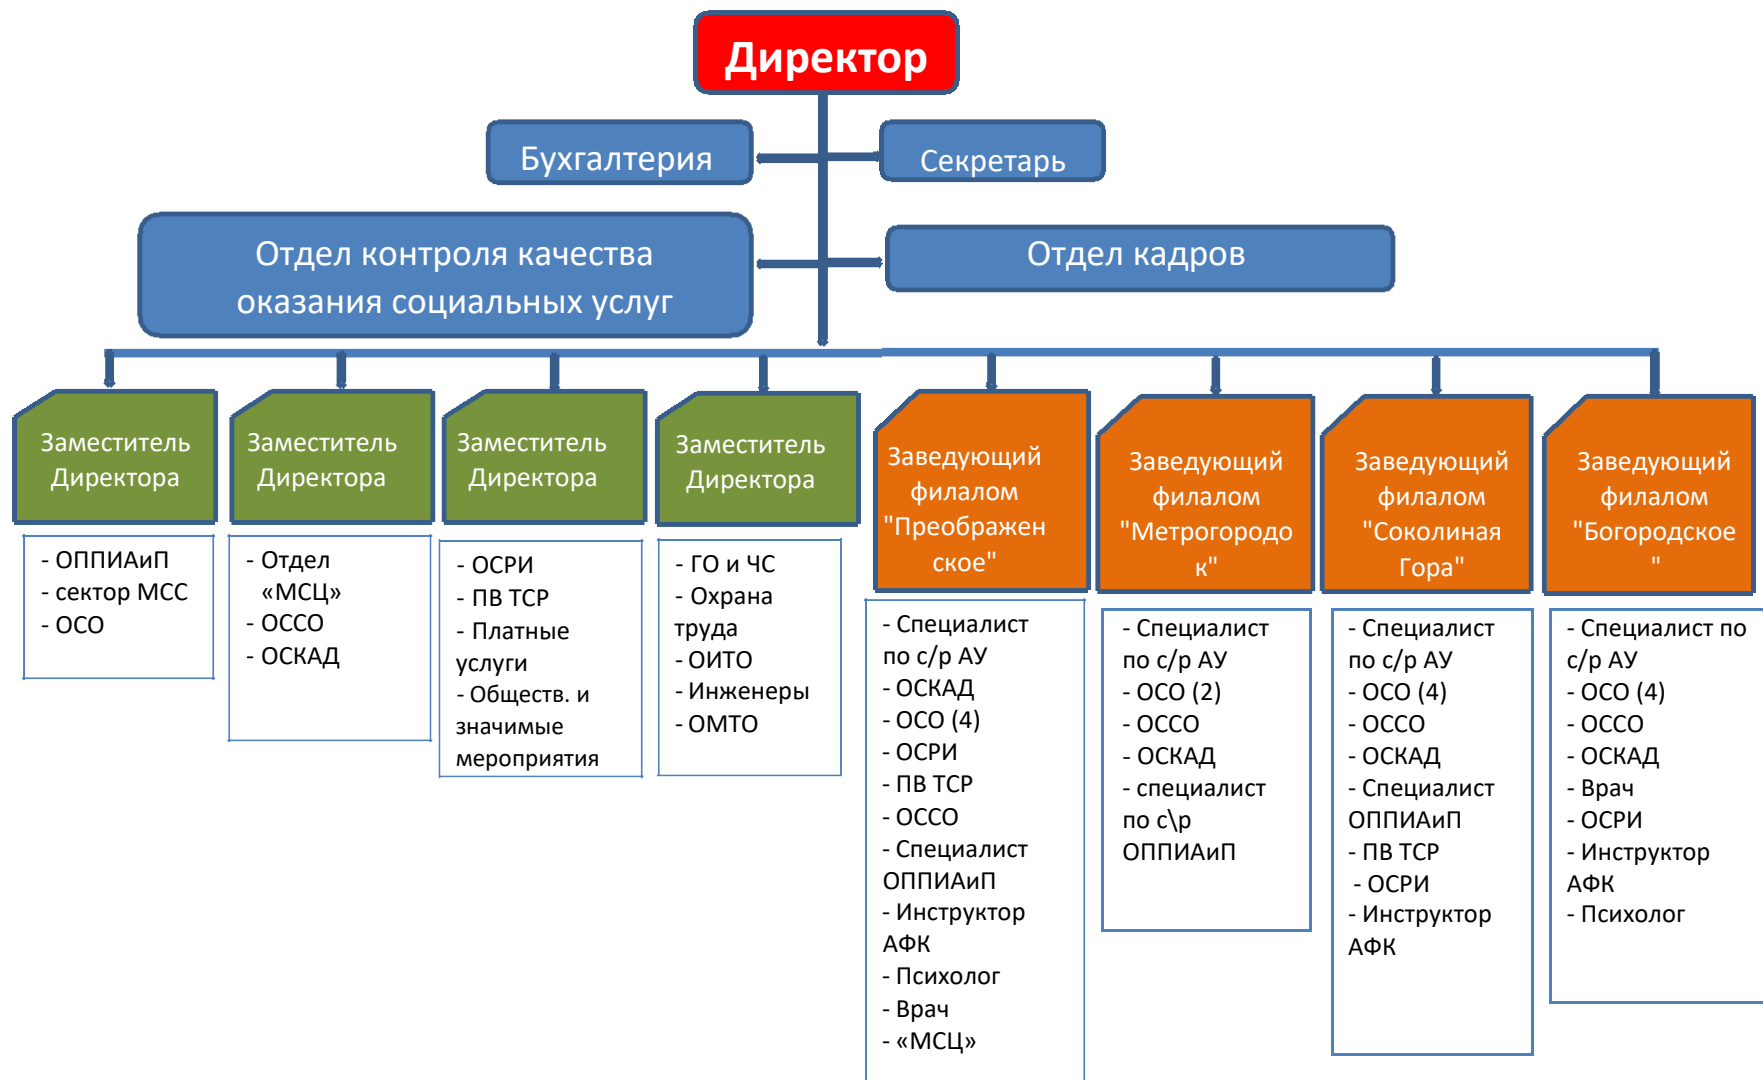 Директор
Бухгалтерия
Секретарь
Отдел контроля качества
оказания социальных услуг
Отдел кадров
Заместитель
Директора
- ОППИАиП
- сектор МСС
- ОСО
Заместитель
Директора
- Отдел
«МСЦ»
- ОССО
- ОСКАД
Заместитель
Директора
- ОСРИ
- ПВ ТСР
- Платные
услуги
- Обществ. и
значимые
мероприятия
Заместитель
Директора
- ГО и ЧС
- Охрана
труда
- ОИТО
- Инженеры
- ОМТО
Заведующий
филалом
"Преображен
ское"
- Специалист
по с/р АУ
- ОСКАД
- ОСО (4)
- ОСРИ
- ПВ ТСР
- ОССО
- Специалист
ОППИАиП
- Инструктор
АФК
- Психолог
- Врач
- «МСЦ»
Заведующий
филалом
"Метрогородо
к"
- Специалист
по с/р АУ
- ОСО (2)
- ОССО
- ОСКАД
- специалист
по с\р
ОППИАиП
Заведующий
филалом
"Соколиная
Гора"
- Специалист
по с/р АУ
- ОСО (4)
- ОССО
- ОСКАД
- Специалист
ОППИАиП
- ПВ ТСР
- ОСРИ
- Инструктор
АФК
Заведующий
филалом
"Богородское
"
- Специалист по
с/р АУ
- ОСО (4)
- ОССО
- ОСКАД
- Врач
- ОСРИ
- Инструктор
АФК
- Психолог